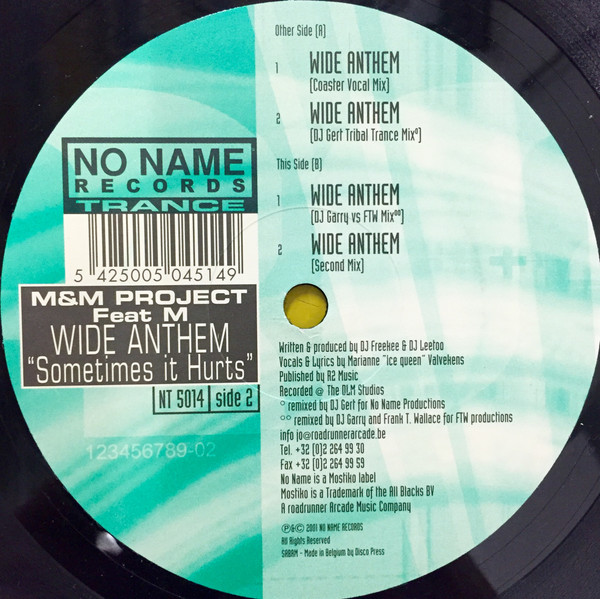 NO NAME
RECORDS
TRANCE
5 425005 045149
M&M PROJECT
Feat M
WIDE ANTHEM
"Sometimes it Hurts"
NT 5014 side 2
123456789-02
Other Side [A]
1 WIDE ANTHEM
[Coaster Vocal Mix]
2 WIDE ANTHEM
[DJ Gert Tribal Trance Mix°]
This Side [B]
1 WIDE ANTHEM
[DJ Garry vs FTW Mix°°]
2 WIDE ANTHEM
[Second Mix]
Written & produced by DJ Freekee & DJ Leetoo
Vocals & Lyrics by Marianne "Ice queen" Valvekens
Published by R2 Music
Recorded @ The DLM Studios
° remixed by DJ Gert for No Name Productions
°° remixed by DJ Garry and Frank T. Wallace for FTW productions
info jo@roadrunnerarcade.be
Tel. +32 [0]2 264 99 30
Fax +32 [0]2 264 99 59
No Name is a Mostiko label
Mostiko is a Trademark of the All Blacks BV
A roadrunner Arcade Music Company
℗&© 2001 NO NAME RECORDS
All Rights Reserved
SABAM - Made in Belgium by Disco Press